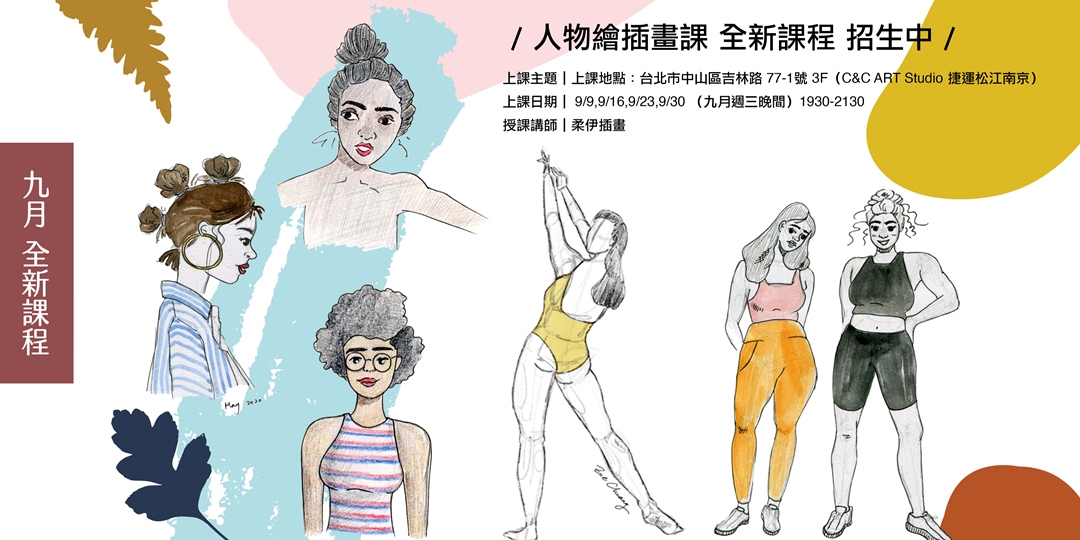 / 人物繪插畫課 全新課程 招生中 /
上課主題｜上課地點：台北市中山區吉林路 77-1號 3F（C&C ART Studio 捷運松江南京）
上課日期｜ 9/9,9/16,9/23,9/30 （九月週三晚間）1930-2130
授課講師｜柔伊插畫
九月 全新課程
May 2020
Zoe Chiang